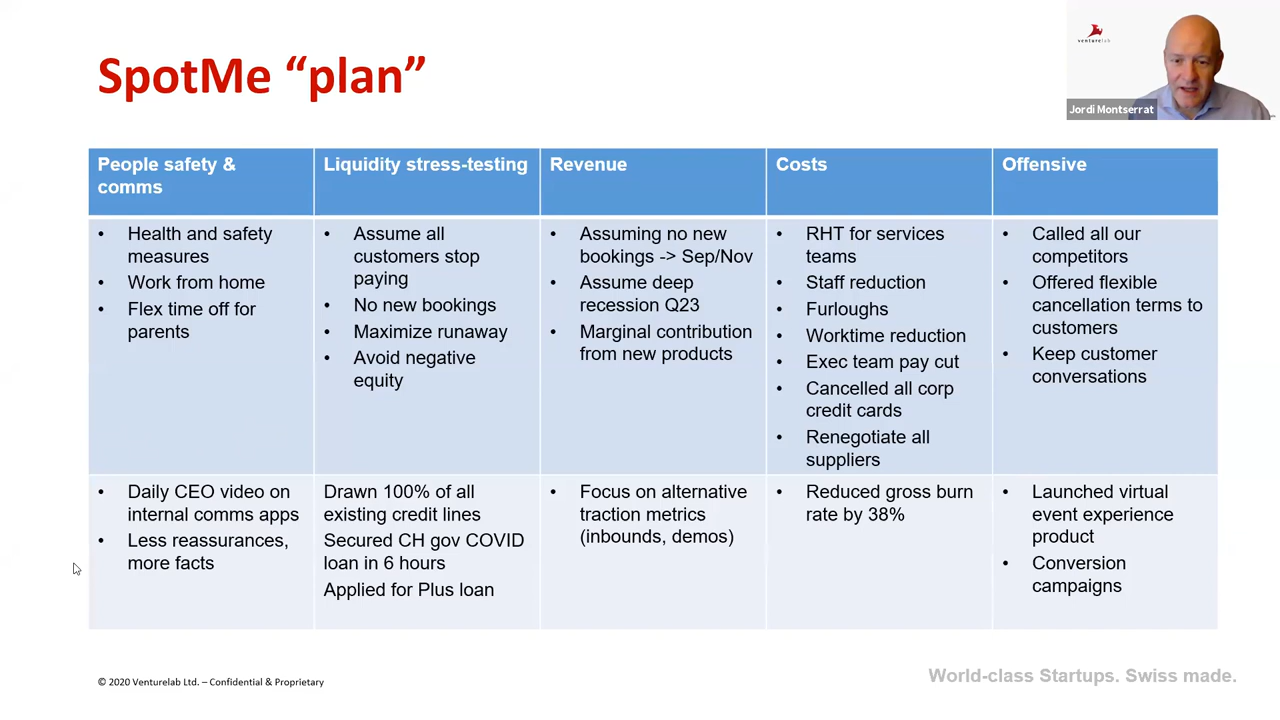 SpotMe “plan”
venturelab
Jordi Montserrat
People safety &
comms
Liquidity stress-testing
Revenue
Costs
Offensive
• Health and safety
measures
• Work from home
• Flex time off for
parents
• Assume all
customers stop
paying
• No new bookings
• Maximize runaway
• Avoid negative
equity
• Assuming no new
bookings -> Sep/Nov
• Assume deep
recession Q23
• Marginal contribution
from new products
• RHT for services
teams
• Staff reduction
• Furloughs
• Worktime reduction
• Exec team pay cut
• Cancelled all corp
credit cards
• Renegotiate all
suppliers
• Called all our
competitors
• Offered flexible
cancellation terms to
customers
• Keep customer
conversations
• Daily CEO video on
internal comms apps
• Less reassurances,
more facts
Drawn 100% of all
existing credit lines
Secured CH gov COVID
loan in 6 hours
Applied for Plus loan
• Focus on alternative
traction metrics
(inbounds, demos)
• Reduced gross burn
rate by 38%
• Launched virtual
event experience
product
• Conversion
campaigns
© 2020 Venturelab Ltd. – Confidential & Proprietary
World-class Startups. Swiss made.